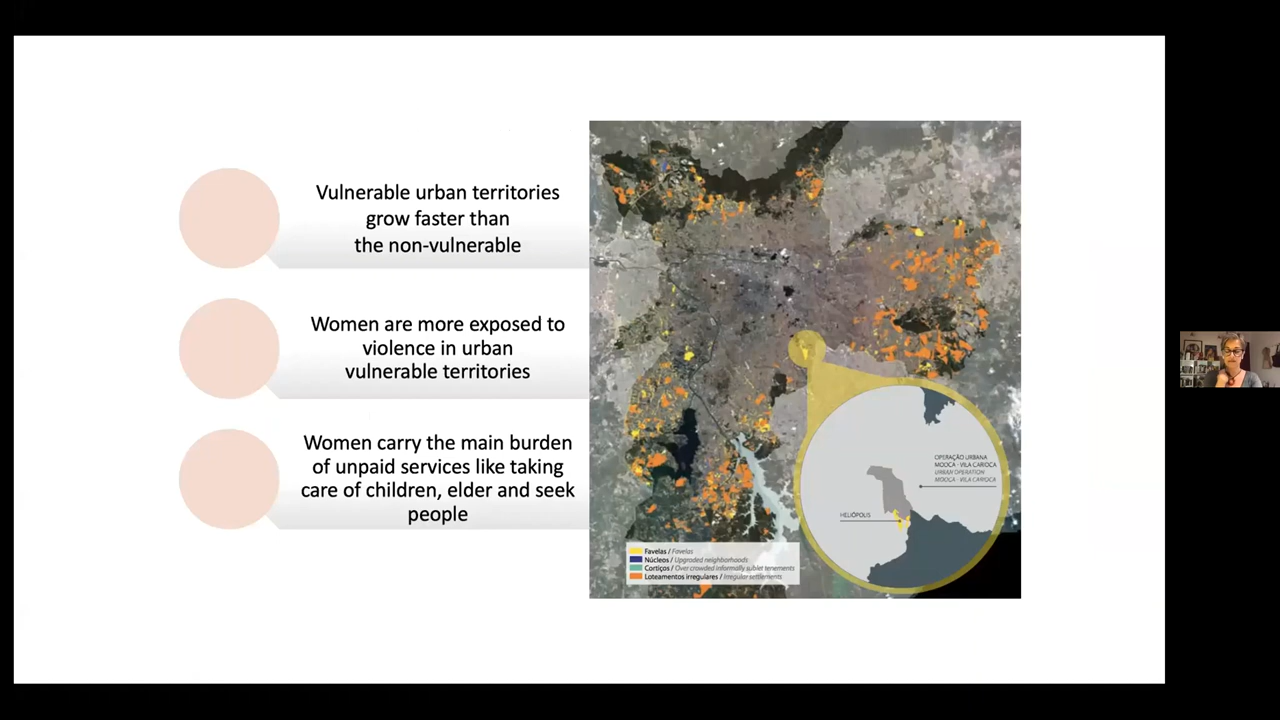 Vulnerable urban territories
grow faster than
the non-vulnerable
Women are more exposed to
violence in urban
vulnerable territories
Women carry the main burden
of unpaid services like taking
care of children, elder and seek
people
OPERAÇÃO URBANA
MOOCA - VILA CARIOCA
URBAN OPERATION
MOOCA - VILA CARIOCA
HELIÓPOLIS
Favelas / Favelas
Núcleos / Upgraded neighborhoods
Cortiços / Over crowded informally sublet tenements
Loteamentos irregulares / Irregular settlements